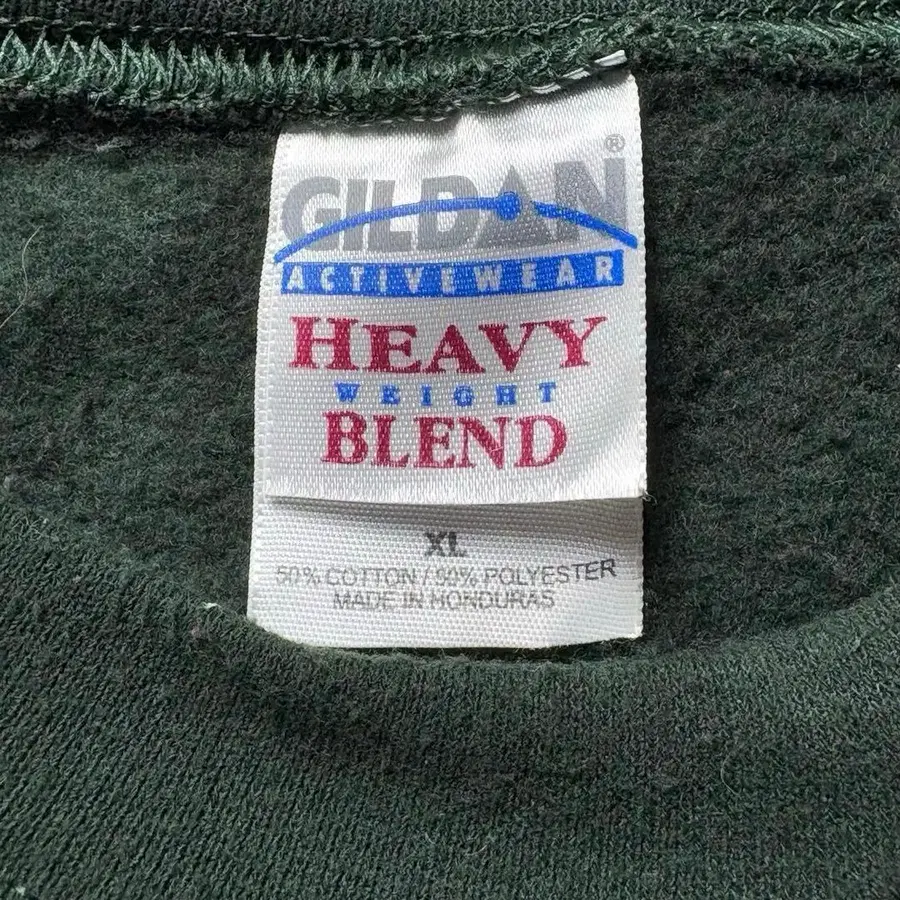 GILDAN®
ACTIVEWEAR
HEAVY
WEIGHT
BLEND
XL
50% COTTON / 50% POLYESTER
MADE IN HONDURAS